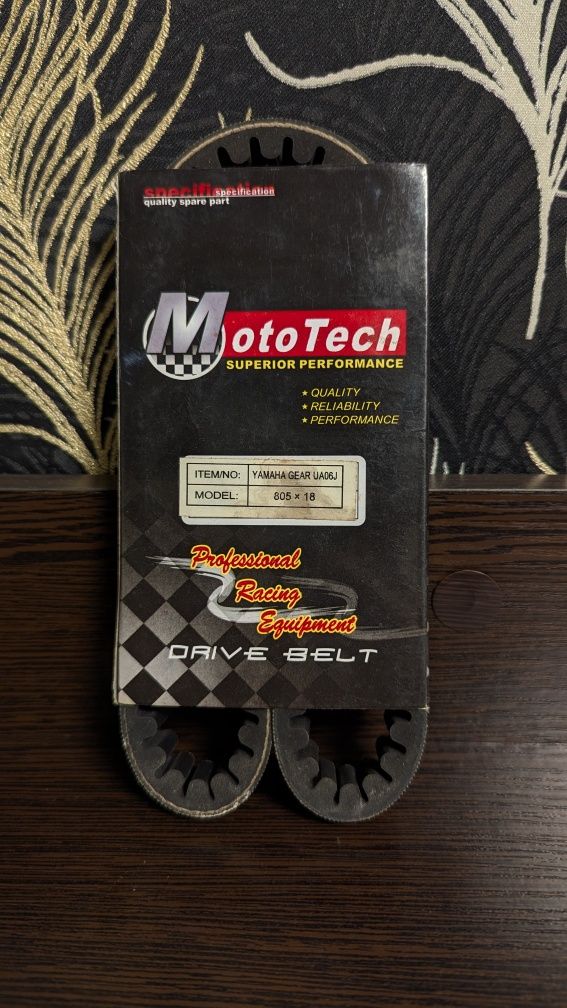 specification
specification
quality spare part
MotoTech
SUPERIOR PERFORMANCE
★ QUALITY
★ RELIABILITY
★ PERFORMANCE
ITEM/NO: YAMAHA GEAR UA06J
MODEL: 805 × 18
Professional
Racing
Equipment
DRIVE BELT